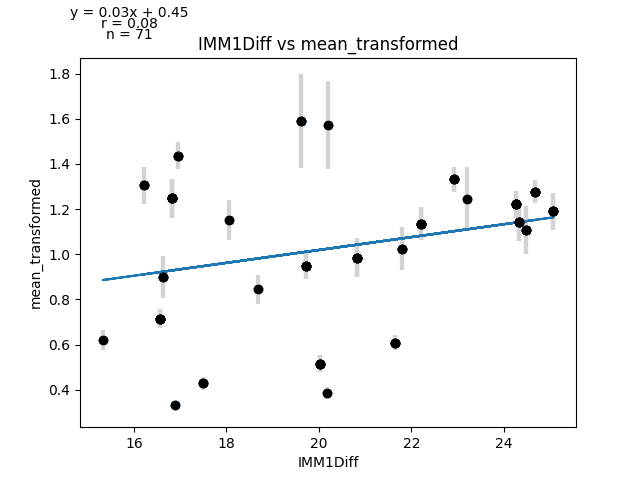 y = 0.03x + 0.45
r = 0.08
n = 71
IMM1Diff vs mean_transformed
1.8
1.6
1.4
1.2
1.0
0.8
0.6
0.4
mean_transformed
16 18 20 22 24
IMM1Diff